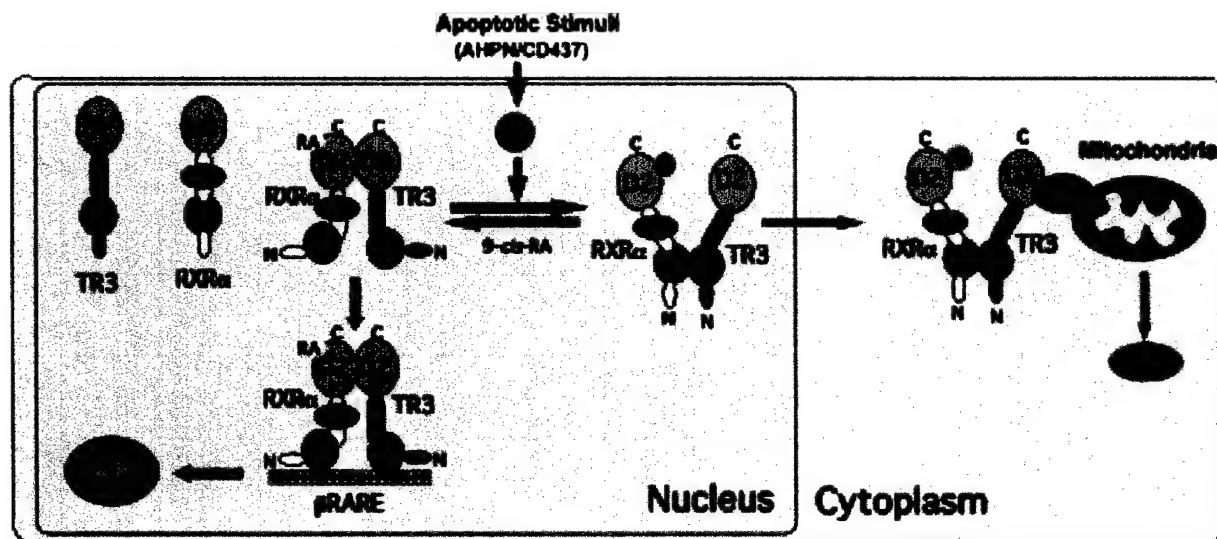 Apoptotic Stimuli
(AHPN/CD437)
TR3
RXRα
C
C
RA
RXRα
TR3
N
N
9-cis-RA
C
C
RXRα
TR3
N
N
C
C
Mitochondria
RXRα
TR3
N
N
C
C
RA
RXRα
TR3
N
N
βRARE
Nucleus
Cytoplasm